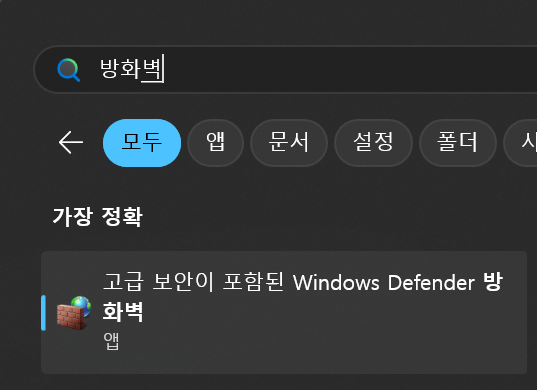 방화벽
모두 앱 문서 설정 폴더
가장 정확
고급 보안이 포함된 Windows Defender 방
화벽
앱